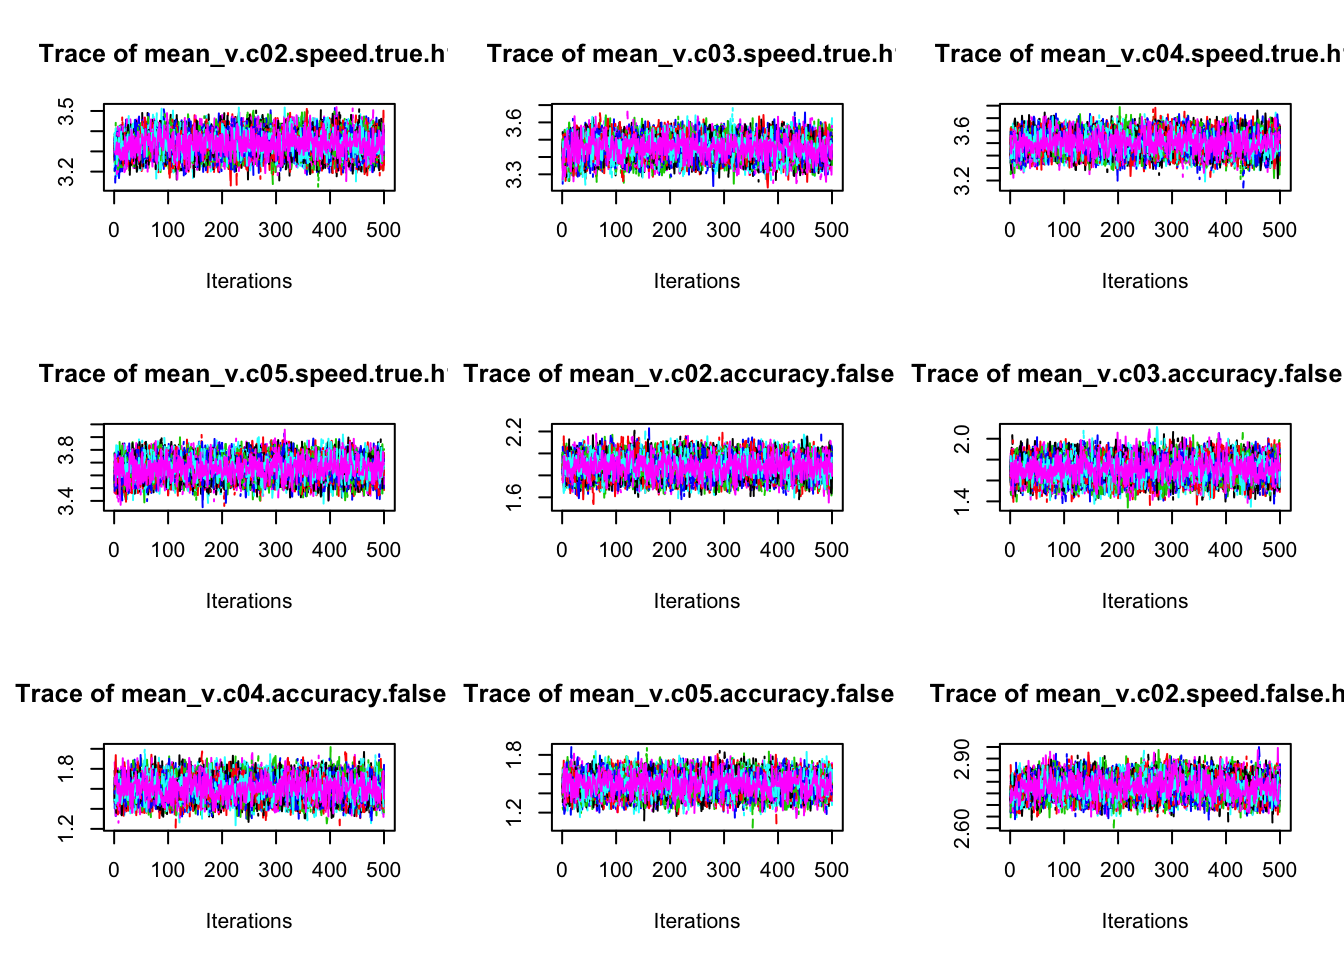 Trace of mean_v.c02.speed.true.h
3.5
3.2
0 100 200 300 400 500
Iterations
Trace of mean_v.c03.speed.true.h
3.6
3.3
0 100 200 300 400 500
Iterations
Trace of mean_v.c04.speed.true.h
3.6
3.2
0 100 200 300 400 500
Iterations
Trace of mean_v.c05.speed.true.h
3.8
3.4
0 100 200 300 400 500
Iterations
Trace of mean_v.c02.accuracy.false
2.2
1.6
0 100 200 300 400 500
Iterations
Trace of mean_v.c03.accuracy.false
2.0
1.4
0 100 200 300 400 500
Iterations
Trace of mean_v.c04.accuracy.false
1.8
1.2
0 100 200 300 400 500
Iterations
Trace of mean_v.c05.accuracy.false
1.8
1.2
0 100 200 300 400 500
Iterations
Trace of mean_v.c02.speed.false.h
2.90
2.60
0 100 200 300 400 500
Iterations